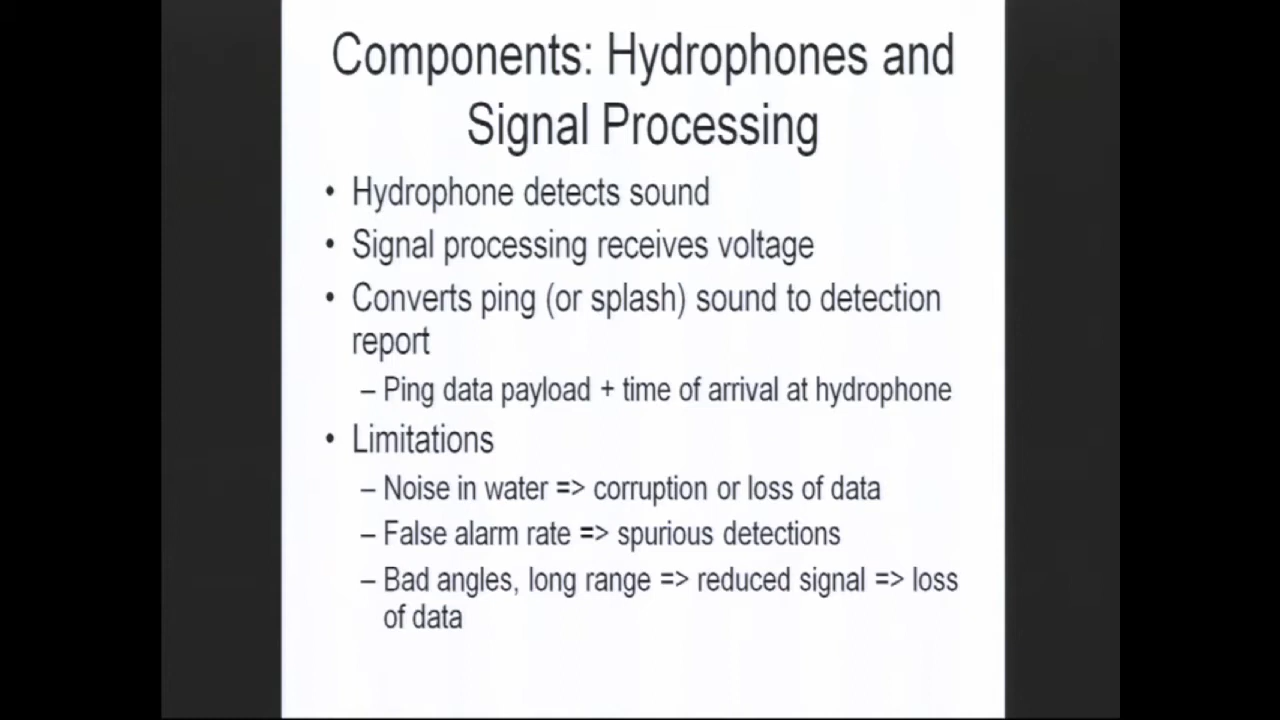 Components: Hydrophones and
Signal Processing
• Hydrophone detects sound
• Signal processing receives voltage
• Converts ping (or splash) sound to detection
report
– Ping data payload + time of arrival at hydrophone
• Limitations
– Noise in water => corruption or loss of data
– False alarm rate => spurious detections
– Bad angles, long range => reduced signal => loss
of data